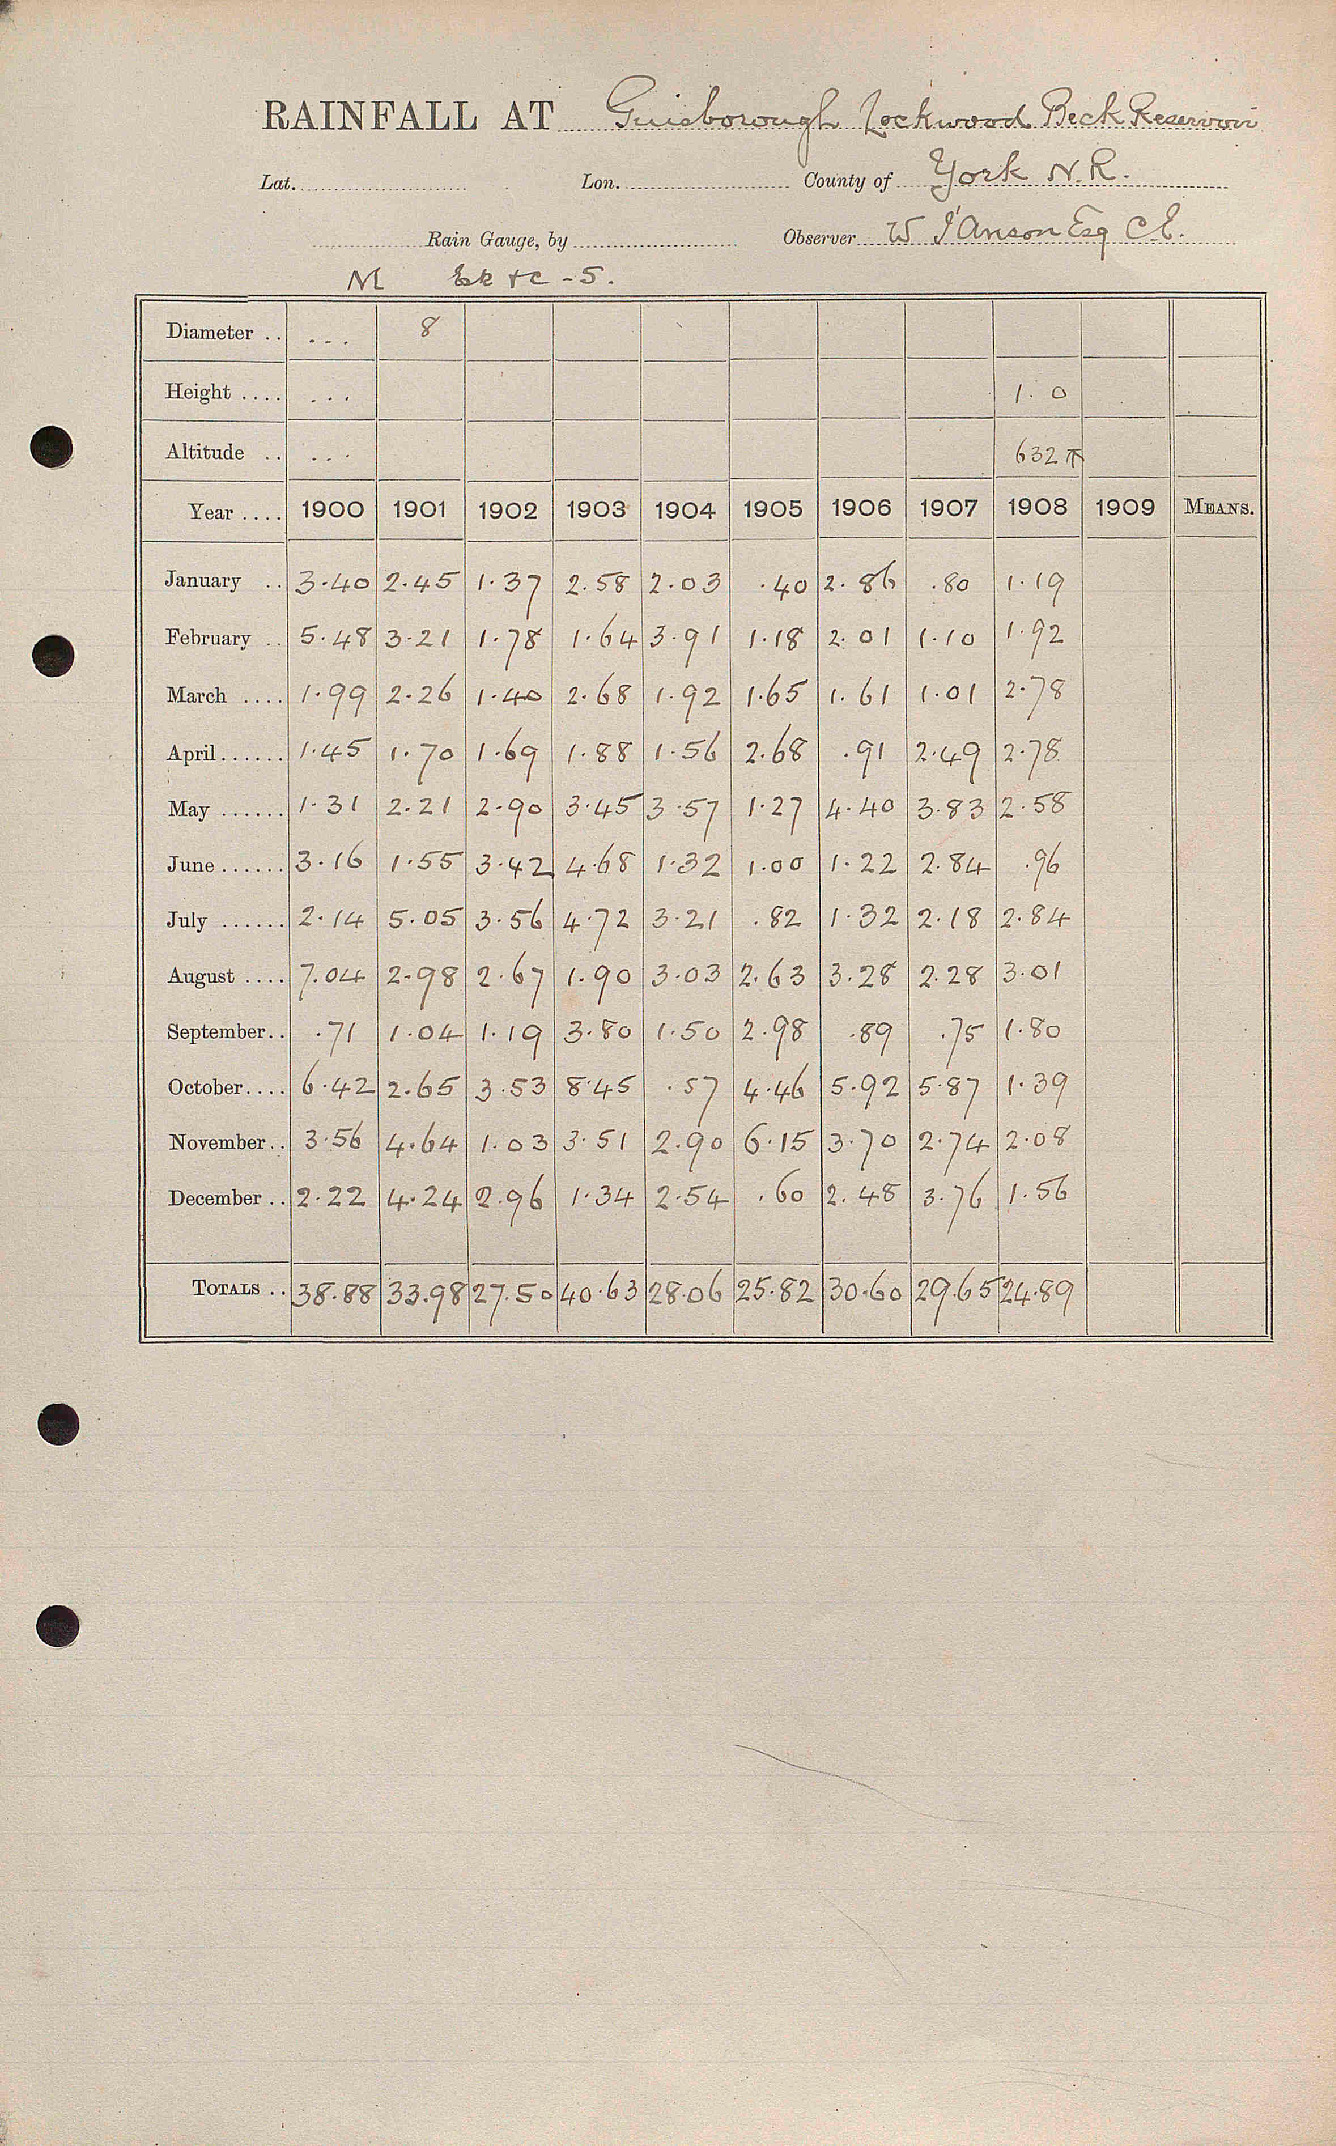 RAINFALL AT Guisborough Lockwood Beck Reservoir
Lat. Lon. County of York N.R.
Rain Gauge, by Observer W I'Anson Esq C.E.
M -5.
Diameter .. ... 8
Height .... ... 1. 0
Altitude .. ... 632
Year .... 1900 1901 1902 1903 1904 1905 1906 1907 1908 1909 MEANS.
January .. 3.40 2.45 1.37 2.58 2.03 .40 2.86 .80 1.19
February .. 5.48 3.21 1.78 1.64 3.91 1.18 2.01 1.10 1.92
March .... 1.99 2.26 1.40 2.68 1.92 1.65 1.61 1.01 2.78
April ...... 1.45 1.70 1.69 1.88 1.56 2.68 .91 2.49 2.78
May ...... 1.31 2.21 2.90 3.45 3.57 1.27 4.40 3.83 2.58
June ...... 3.16 1.55 3.42 4.68 1.32 1.00 1.22 2.84 .96
July ...... 2.14 5.05 3.56 4.72 3.21 .82 1.32 2.18 2.84
August .... 7.04 2.98 2.67 1.90 3.03 2.63 3.28 2.28 3.01
September .. .71 1.04 1.19 3.80 1.50 2.98 .89 .75 1.80
October .... 6.42 2.65 3.53 8.45 .57 4.46 5.92 5.87 1.39
November .. 3.56 4.64 1.03 3.51 2.90 6.15 3.70 2.74 2.08
December .. 2.22 4.24 2.96 1.34 2.54 .60 2.48 3.76 1.56
TOTALS .. 38.88 33.98 27.50 40.63 28.06 25.82 30.60 29.65 24.89